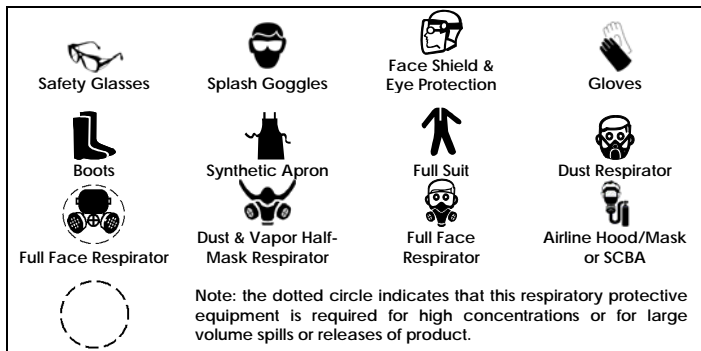 Safety Glasses
Splash Goggles
Face Shield &
Eye Protection
Gloves
Boots
Synthetic Apron
Full Suit
Dust Respirator
Full Face Respirator
Dust & Vapor Half-
Mask Respirator
Full Face
Respirator
Airline Hood/Mask
or SCBA
Note: the dotted circle indicates that this respiratory protective
equipment is required for high concentrations or for large
volume spills or releases of product.